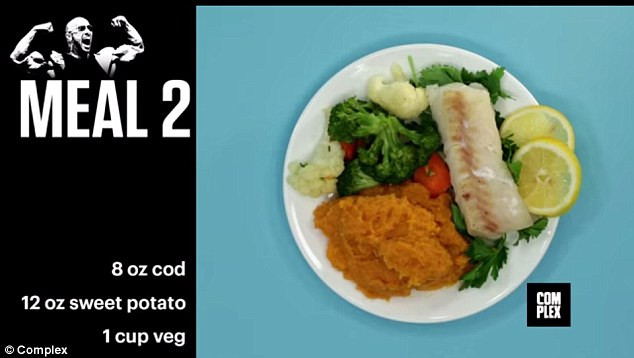 MEAL 2
8 oz cod
12 oz sweet potato
1 cup veg
© Complex
COM
PLEX